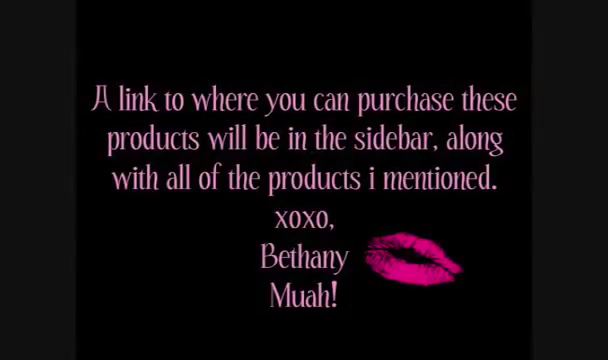 A link to where you can purchase these
products will be in the sidebar, along
with all of the products i mentioned.
xoxo,
Bethany
Muah!